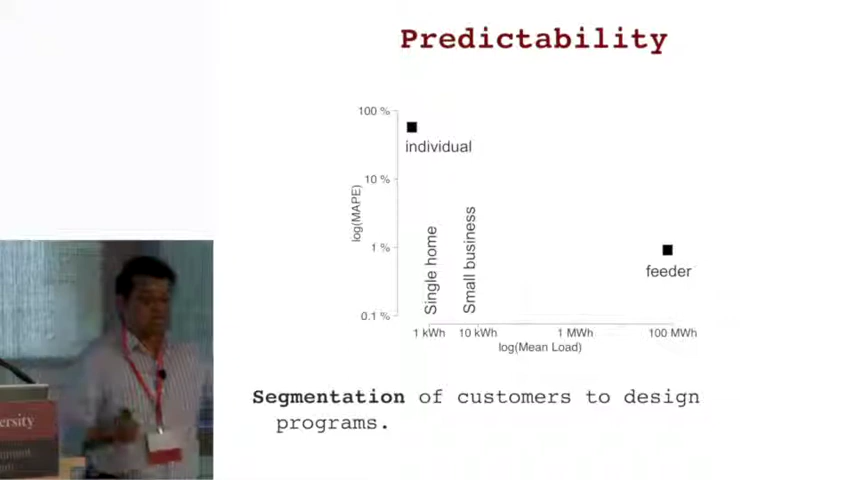 Predictability
100 %
individual
10 %
log(MAPE)
1 %
Single home
Small business
feeder
0.1 %
1 kWh 10 kWh 1 MWh 100 MWh
log(Mean Load)
Segmentation of customers to design
programs.
ersity